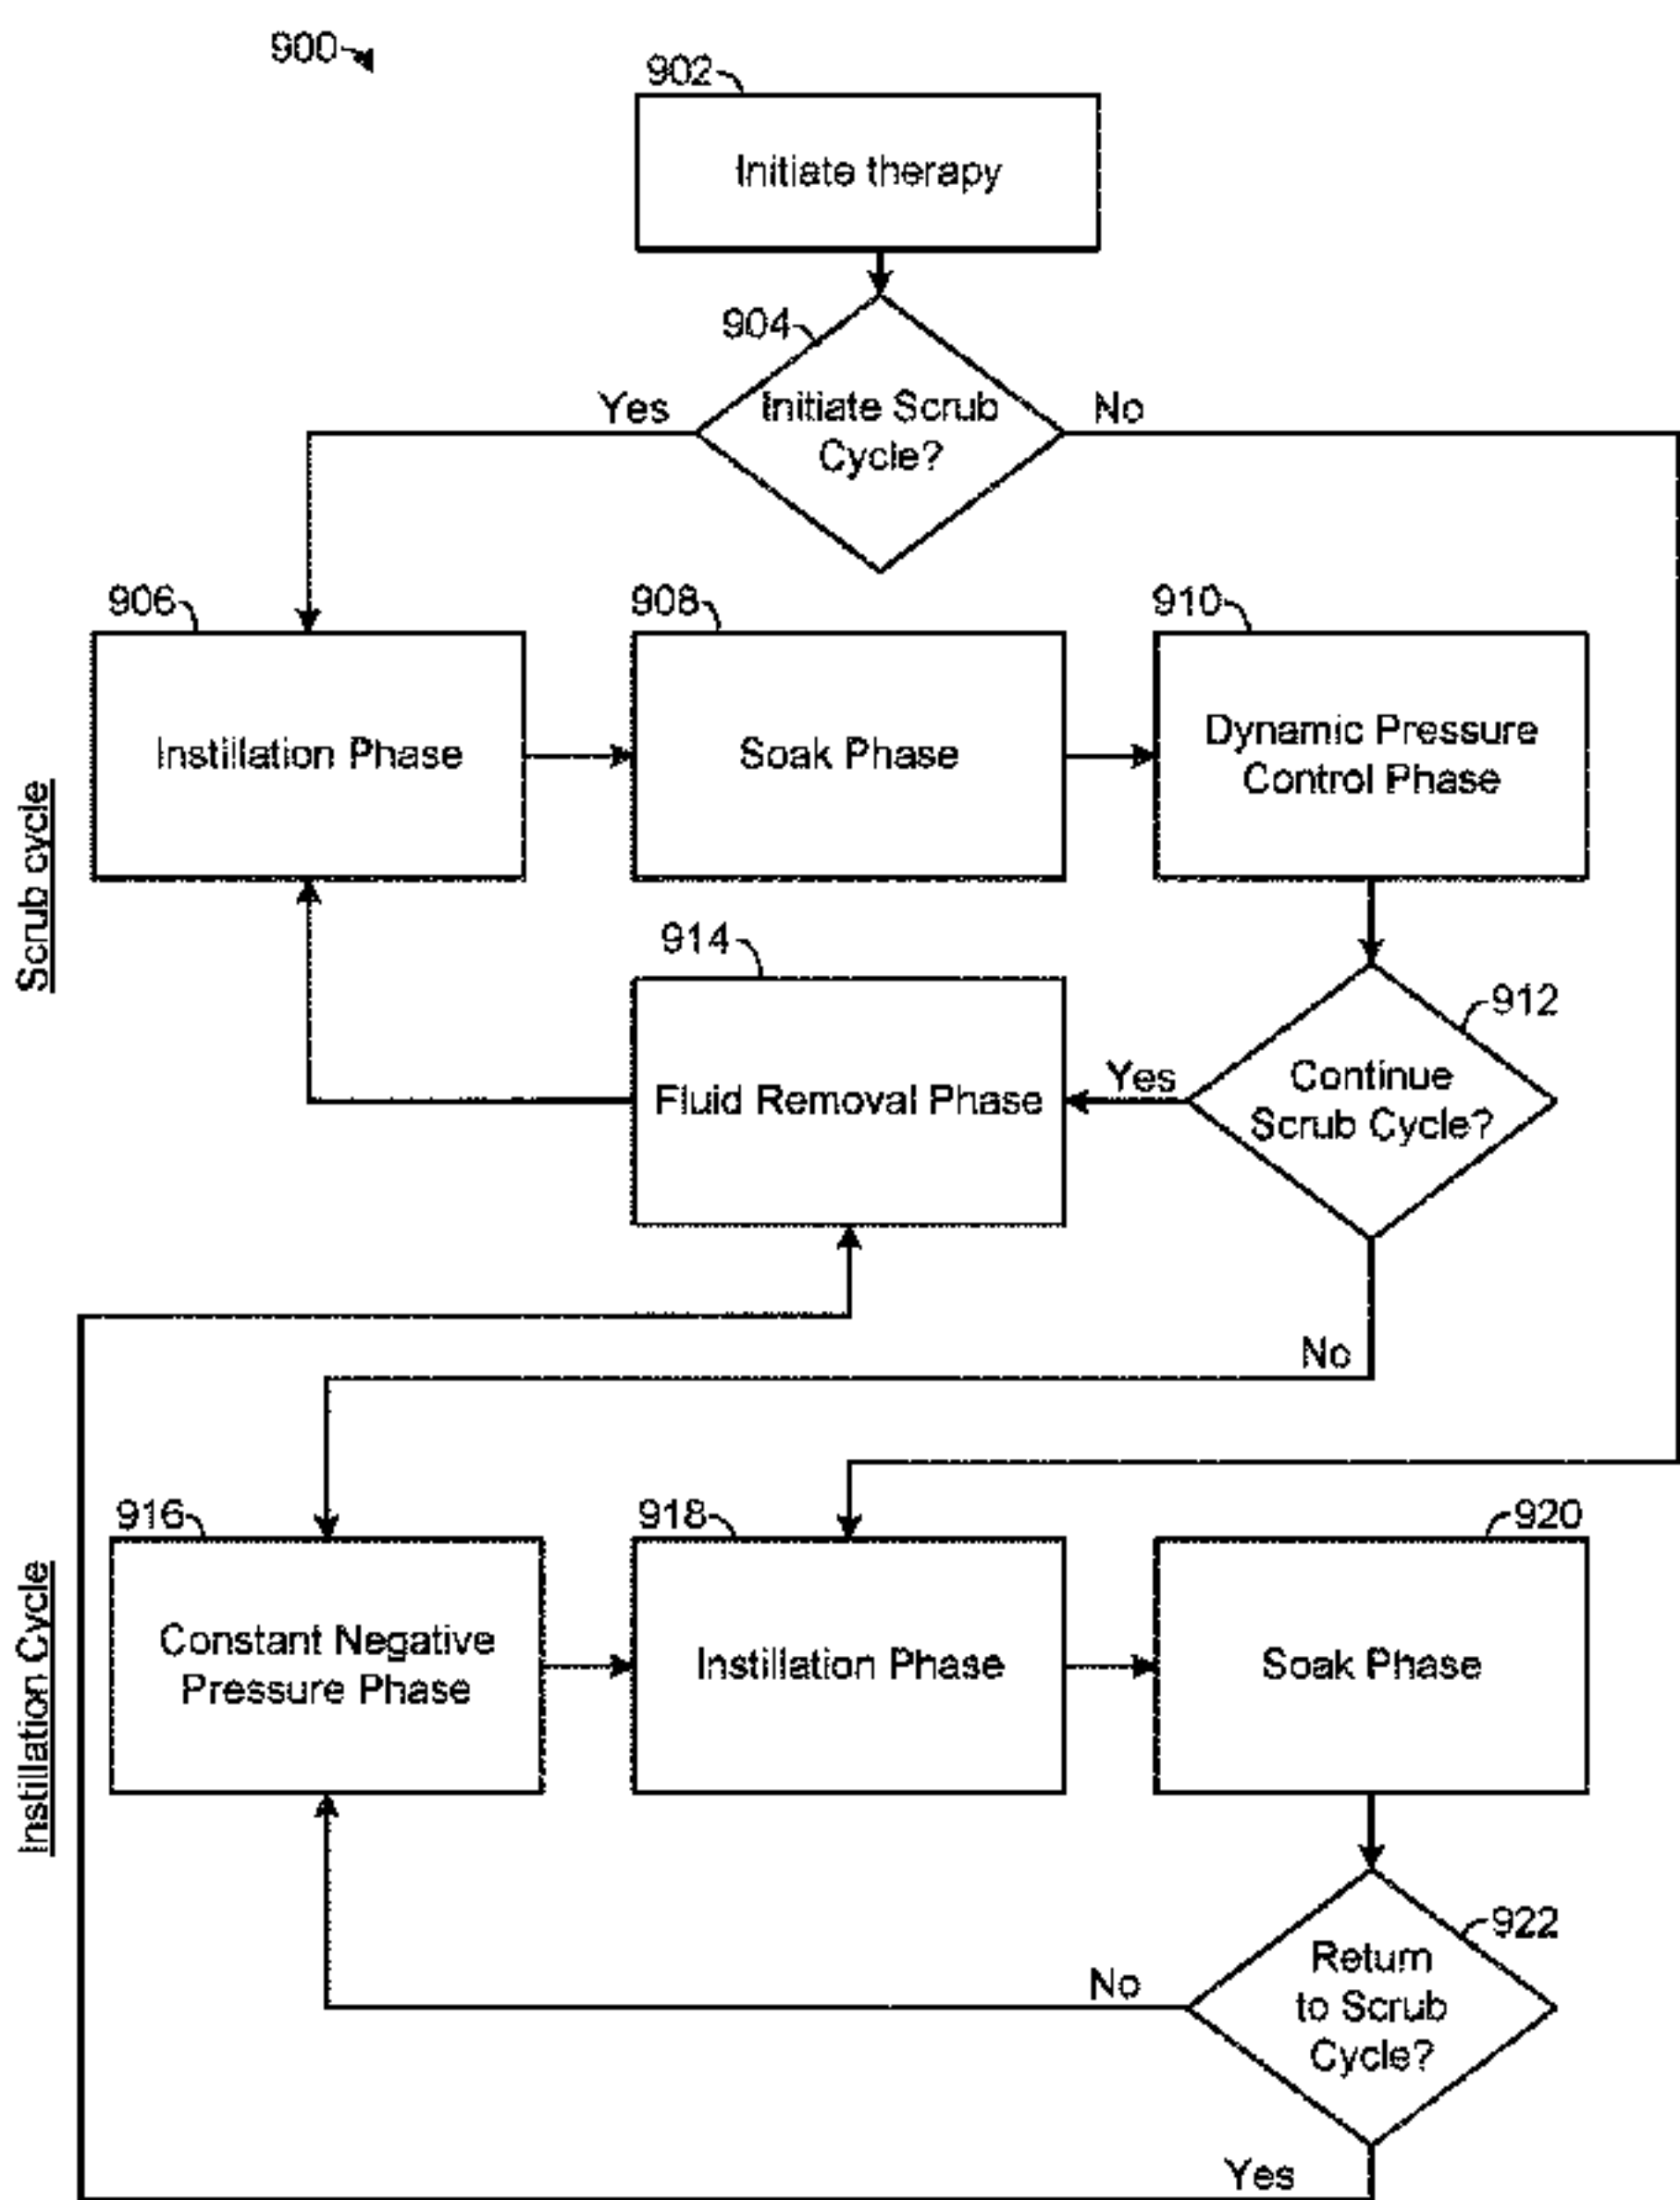 900
902
Initiate therapy
904
Yes
Initiate Scrub
Cycle?
No
906
908
910
Instillation Phase
Soak Phase
Dynamic Pressure
Control Phase
Scrub cycle
914
912
Fluid Removal Phase
Yes
Continue
Scrub Cycle?
No
916
918
920
Constant Negative
Pressure Phase
Instillation Phase
Soak Phase
Instillation Cycle
922
No
Return
to Scrub
Cycle?
Yes